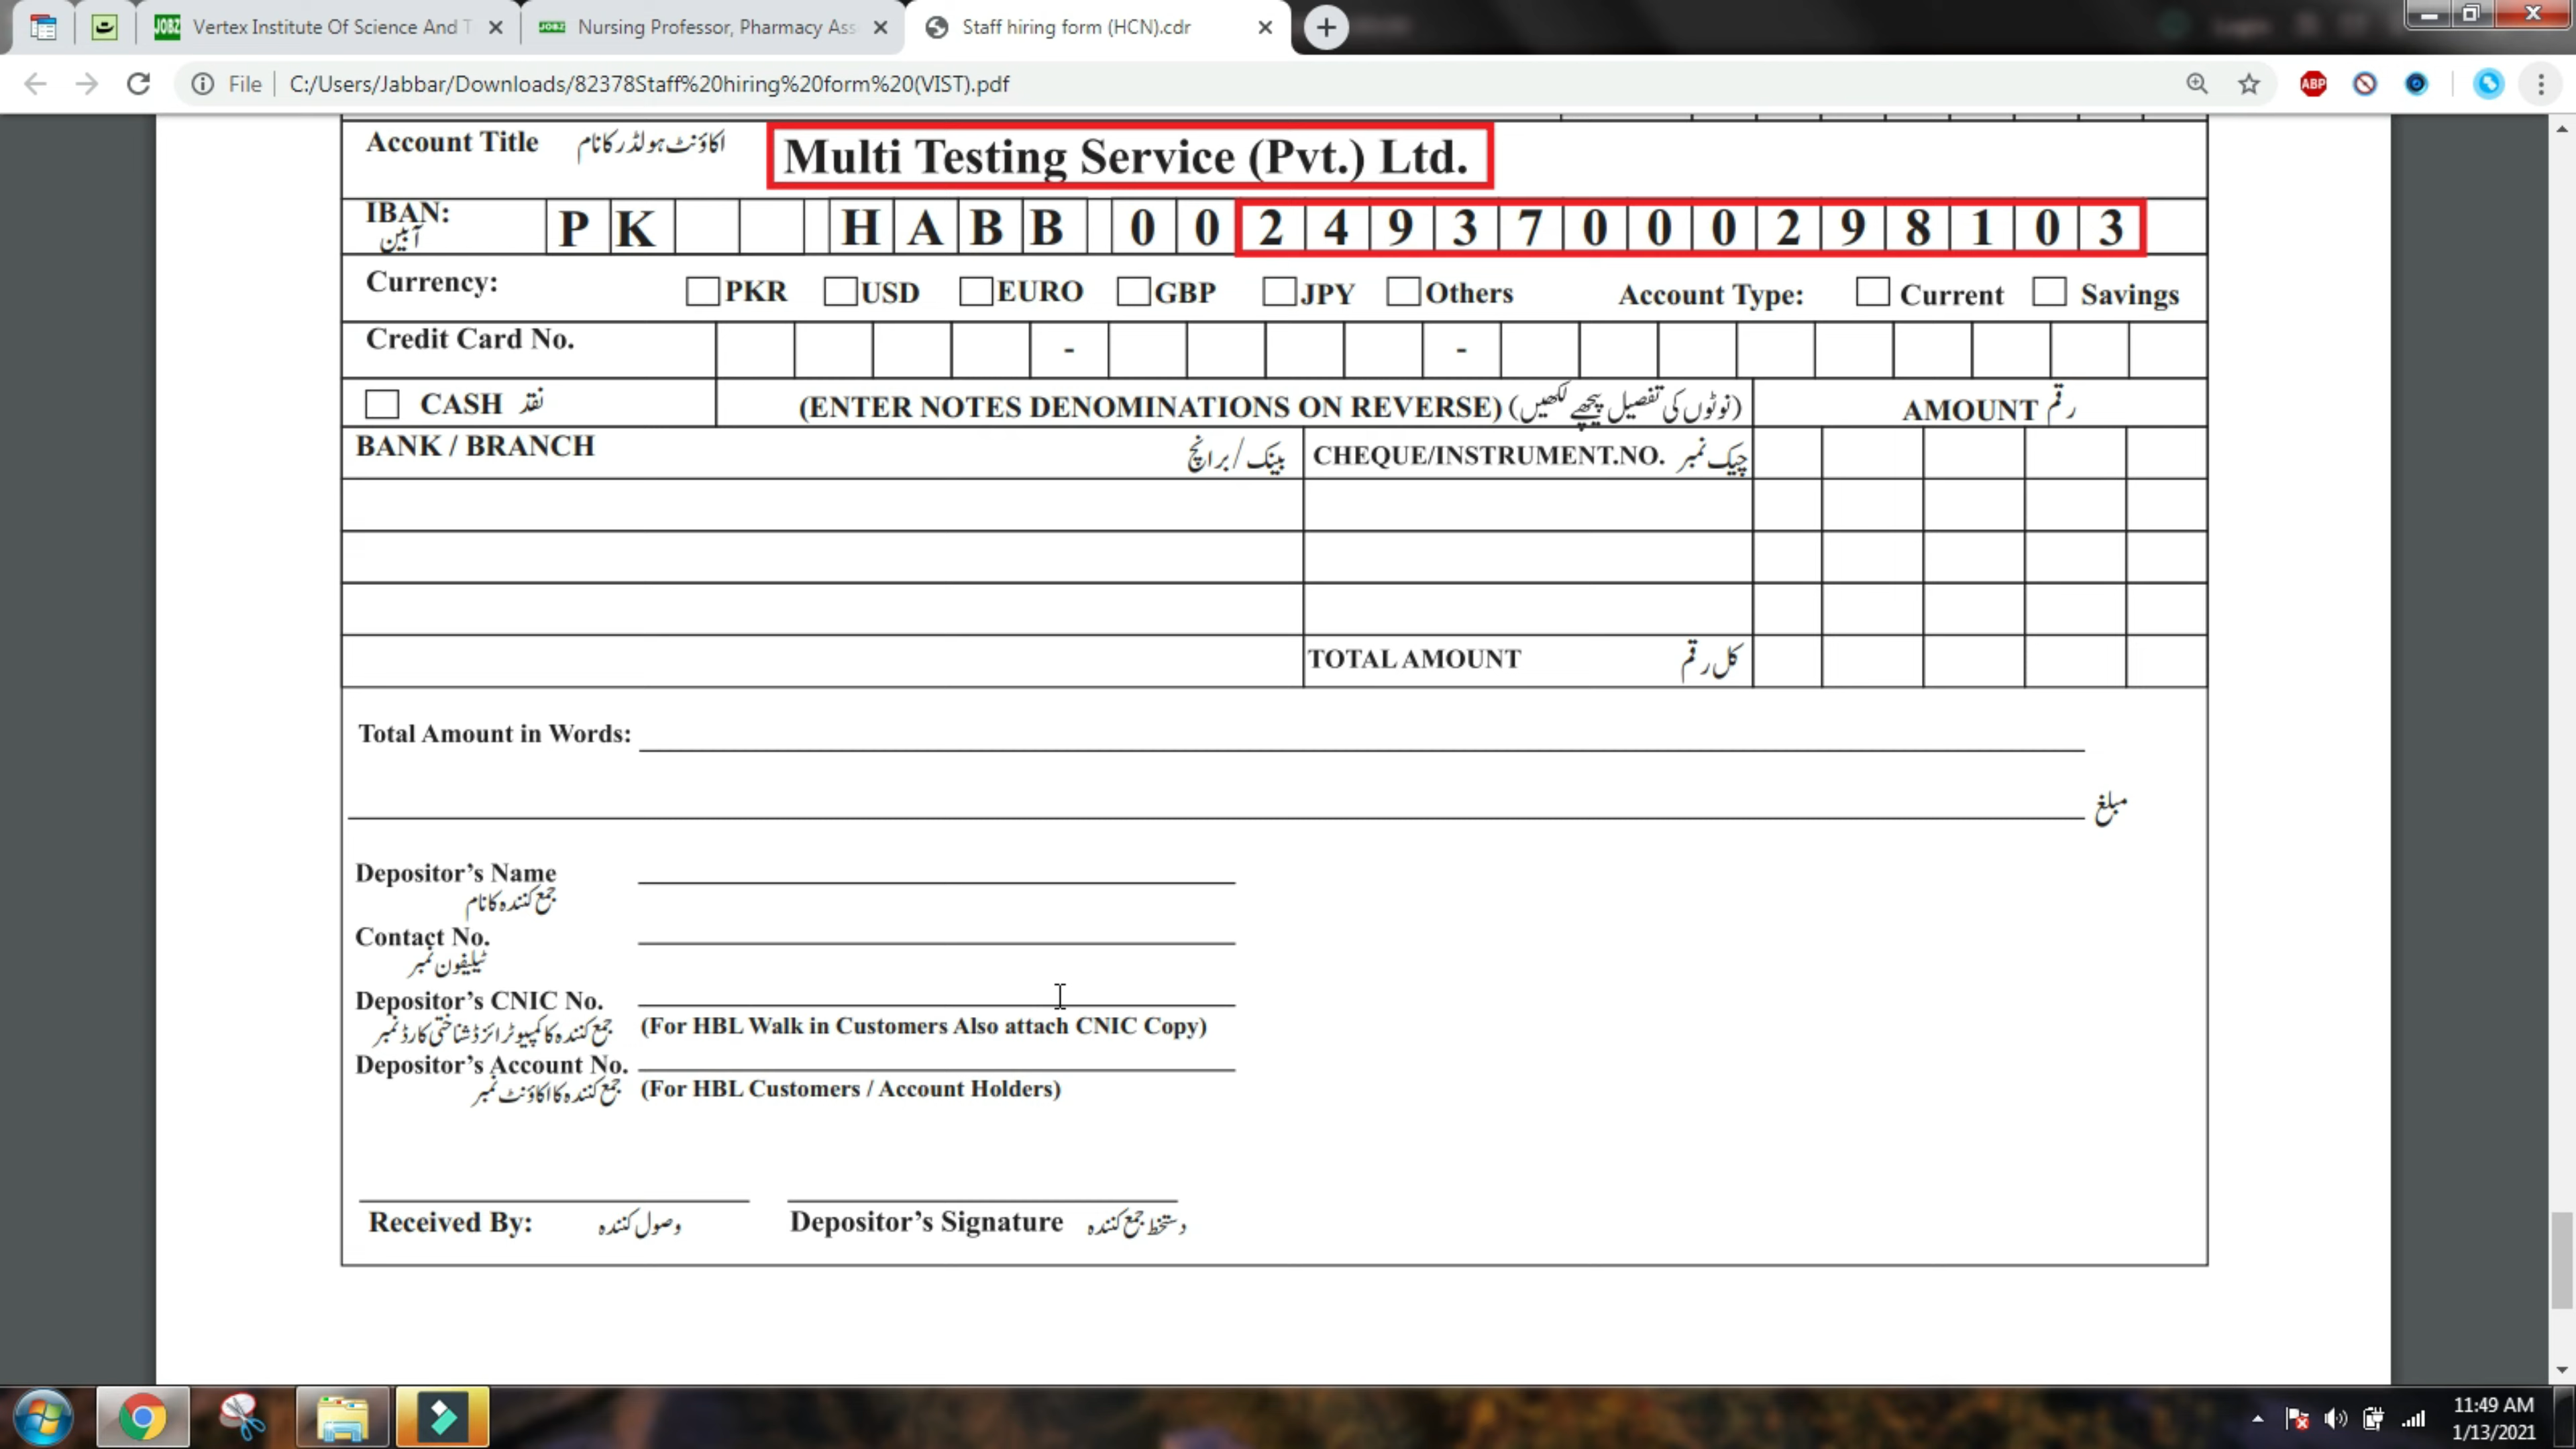 Vertex Institute Of Science And T
Nursing Professor, Pharmacy Ass
Staff hiring form (HCN).cdr
File C:/Users/Jabbar/Downloads/82378Staff%20hiring%20form%20(VIST).pdf
ABP
Account Title اکاؤنٹ ہولڈر کا نام Multi Testing Service (Pvt.) Ltd.
IBAN: P K H A B B 0 0 2 4 9 3 7 0 0 0 2 9 8 1 0 3
آئبین
Currency: PKR USD EURO GBP JPY Others Account Type: Current Savings
Credit Card No. - -
CASH نقد (ENTER NOTES DENOMINATIONS ON REVERSE) (نوٹوں کی تفصیل پیچھے لکھیں) AMOUNT رقم
BANK / BRANCH بینک / برانچ CHEQUE/INSTRUMENT.NO. چیک نمبر
TOTAL AMOUNT کل رقم
Total Amount in Words:
مبلغ
Depositor's Name
جمع کنندہ کا نام
Contact No.
ٹیلیفون نمبر
Depositor's CNIC No.
جمع کنندہ کا کمپیوٹرائزڈ شناختی کارڈ نمبر (For HBL Walk in Customers Also attach CNIC Copy)
Depositor's Account No.
جمع کنندہ کا اکاؤنٹ نمبر (For HBL Customers / Account Holders)
Received By: وصول کنندہ Depositor's Signature دستخط جمع کنندہ
11:49 AM
1/13/2021